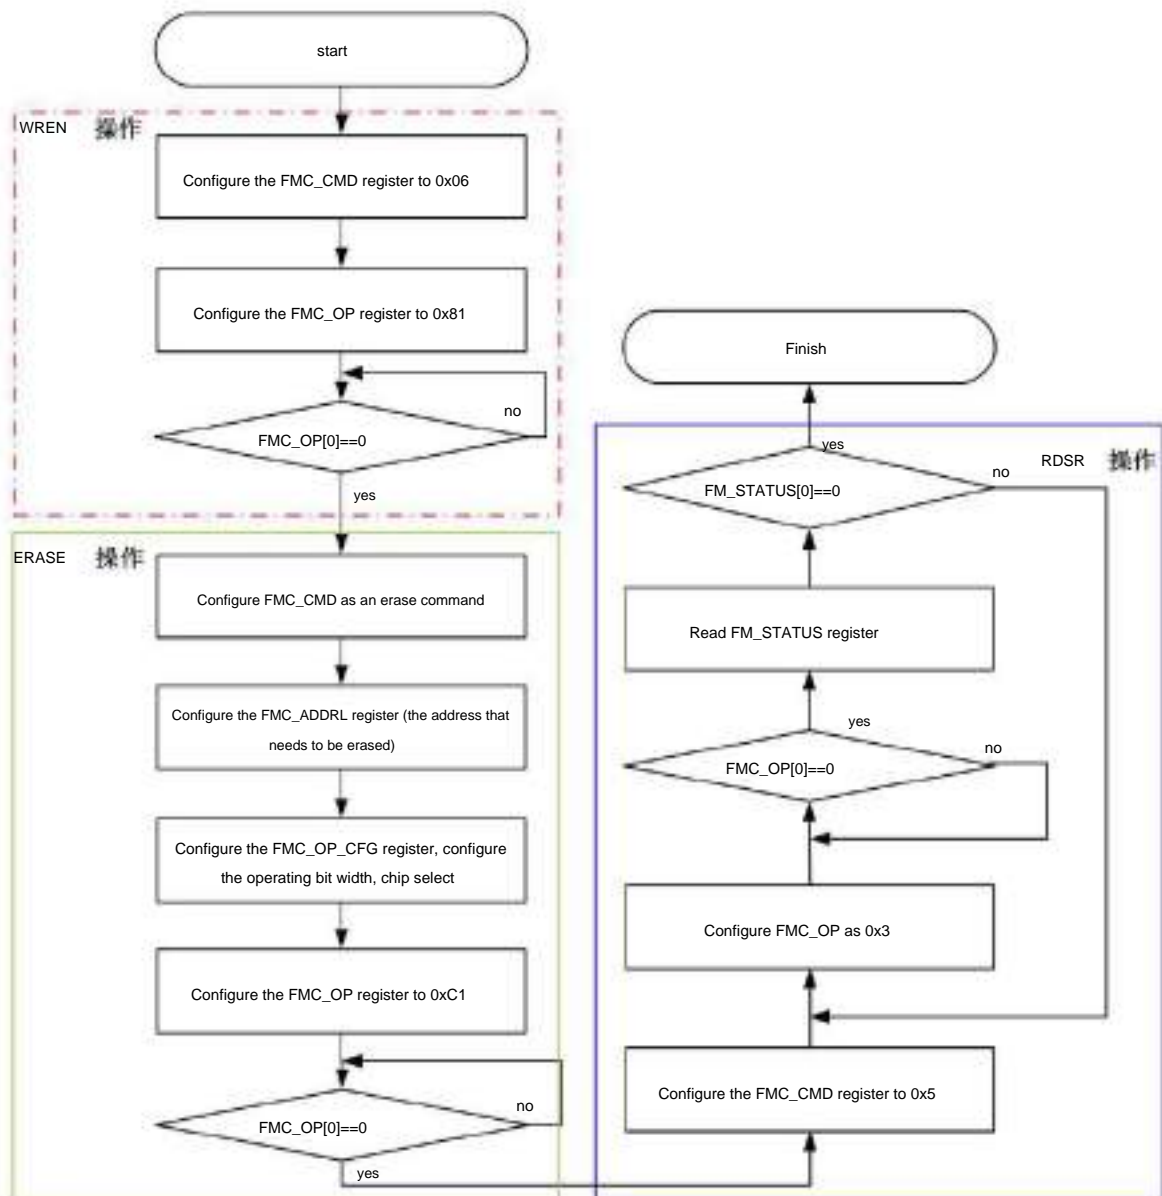 start
WREN 操作
Configure the FMC_CMD register to 0x06
Configure the FMC_OP register to 0x81
no
FMC_OP[0]==0
yes
ERASE 操作
Configure FMC_CMD as an erase command
Configure the FMC_ADDRL register (the address that
needs to be erased)
Configure the FMC_OP_CFG register, configure
the operating bit width, chip select
Configure the FMC_OP register to 0xC1
no
FMC_OP[0]==0
yes
Finish
yes
RDSR 操作
no
FM_STATUS[0]==0
Read FM_STATUS register
yes
no
FMC_OP[0]==0
Configure FMC_OP as 0x3
Configure the FMC_CMD register to 0x5